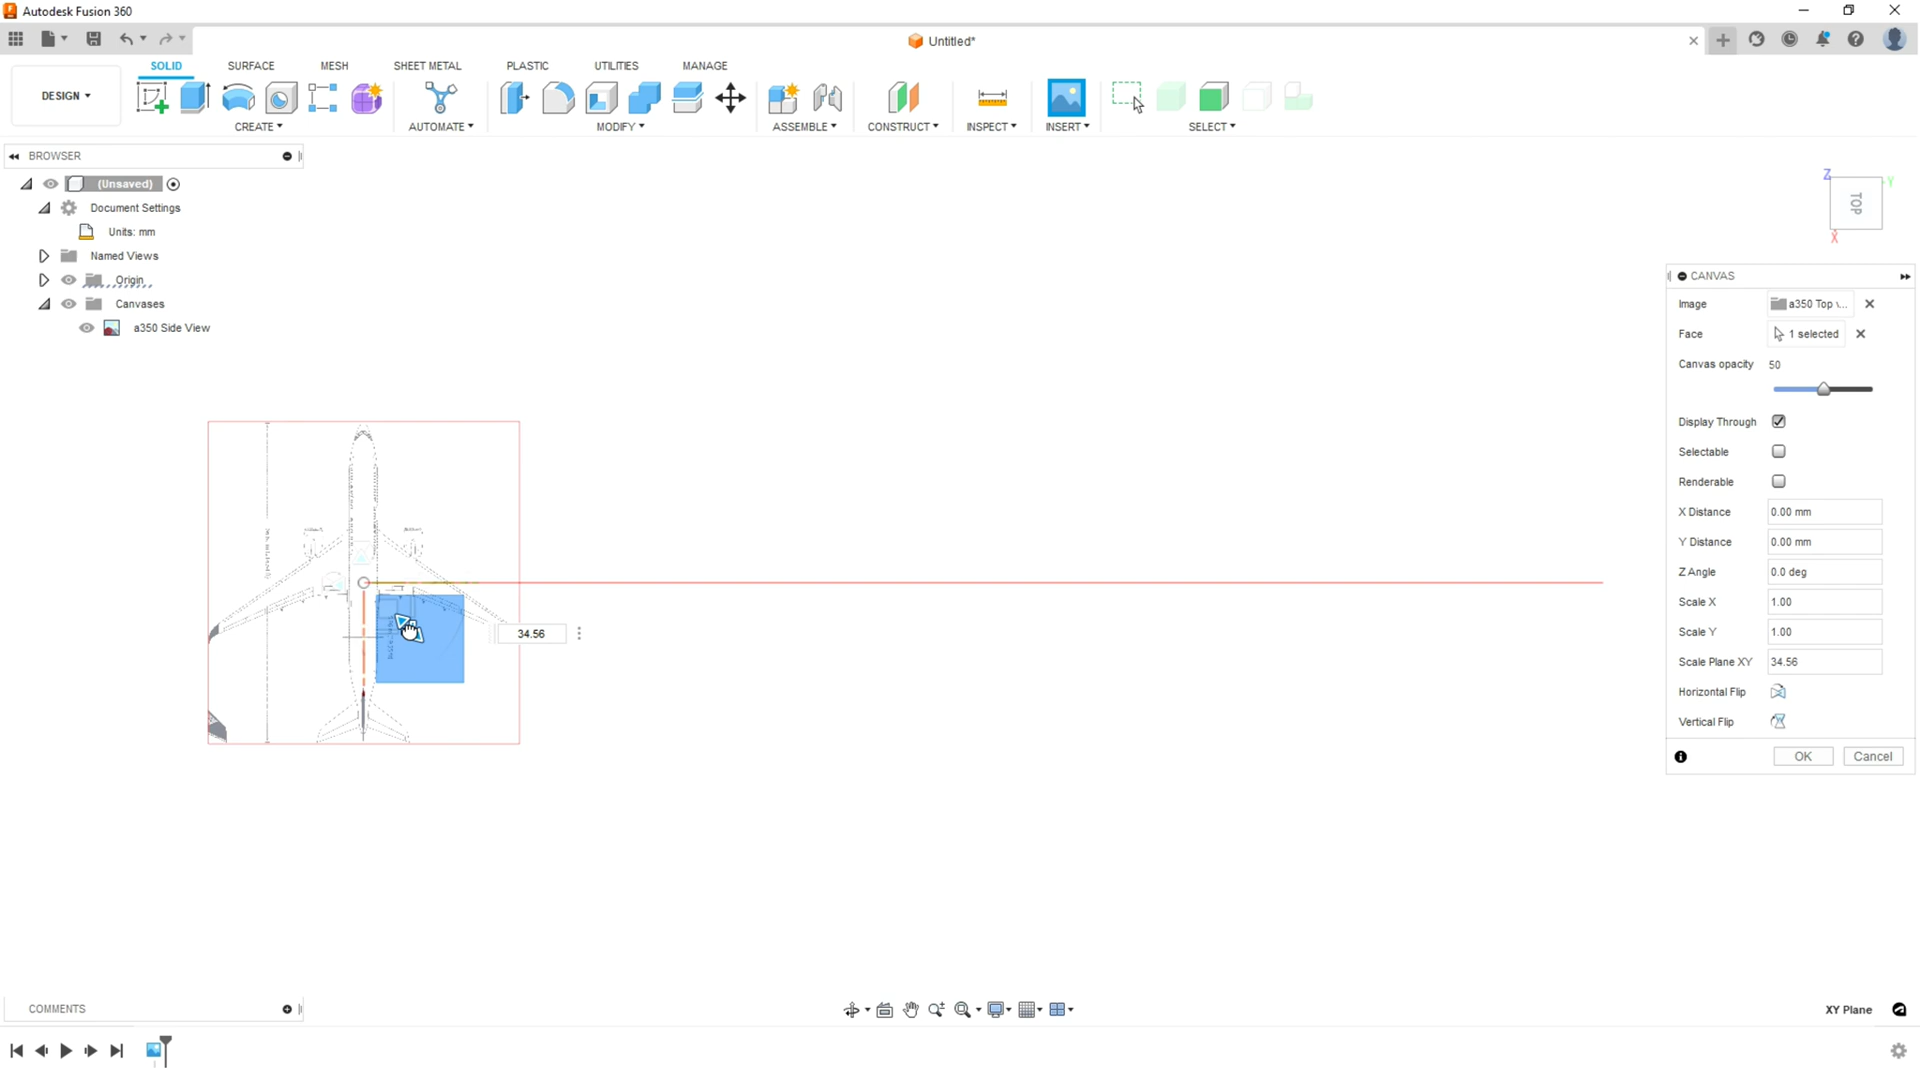 Autodesk Fusion 360
Untitled*
DESIGN
SOLID
SURFACE
MESH
SHEET METAL
PLASTIC
UTILITIES
MANAGE
CREATE
AUTOMATE
MODIFY
ASSEMBLE
CONSTRUCT
INSPECT
INSERT
SELECT
BROWSER
(Unsaved)
Document Settings
Units: mm
Named Views
Origin
Canvases
a350 Side View
Z
Y
TOP
X
CANVAS
Image a350 Top v...
Face 1 selected
Canvas opacity 50
Display Through
Selectable
Renderable
X Distance 0.00 mm
Y Distance 0.00 mm
Z Angle 0.0 deg
Scale X 1.00
Scale Y 1.00
Scale Plane XY 34.56
Horizontal Flip
Vertical Flip
OK Cancel
34.56
COMMENTS
XY Plane